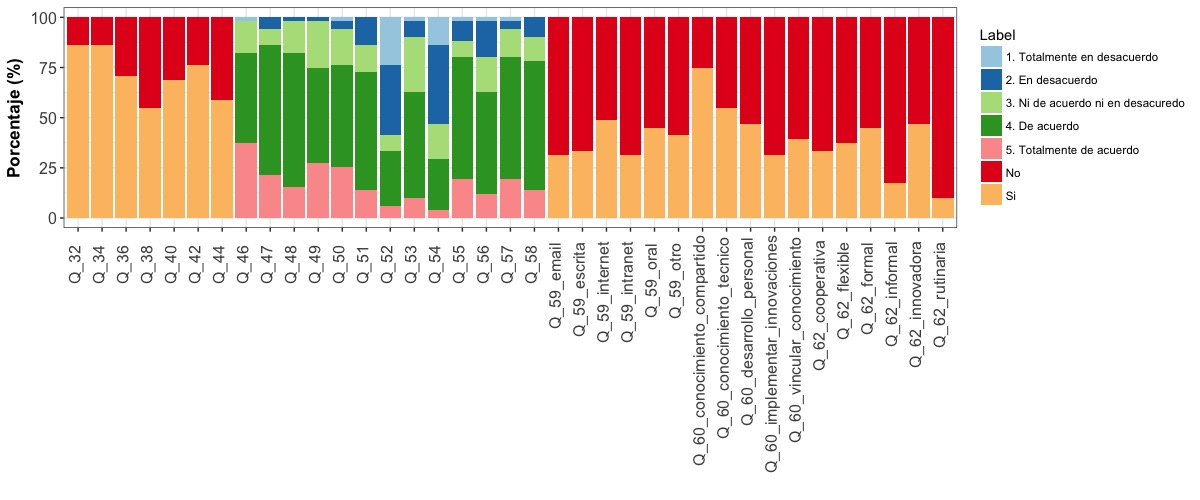 Porcentaje (%)
100
75
50
25
0
Q_32
Q_34
Q_36
Q_38
Q_40
Q_42
Q_44
Q_46
Q_47
Q_48
Q_49
Q_50
Q_51
Q_52
Q_53
Q_54
Q_55
Q_56
Q_57
Q_58
Q_59_email
Q_59_escrita
Q_59_internet
Q_59_intranet
Q_59_oral
Q_59_otro
Q_60_conocimiento_compartido
Q_60_conocimiento_tecnico
Q_60_desarrollo_personal
Q_60_implementar_innovaciones
Q_60_vincular_conocimiento
Q_62_cooperativa
Q_62_flexible
Q_62_formal
Q_62_informal
Q_62_innovadora
Q_62_rutinaria
Label
1. Totalmente en desacuerdo
2. En desacuerdo
3. Ni de acuerdo ni en desacuredo
4. De acuerdo
5. Totalmente de acuerdo
No
Si